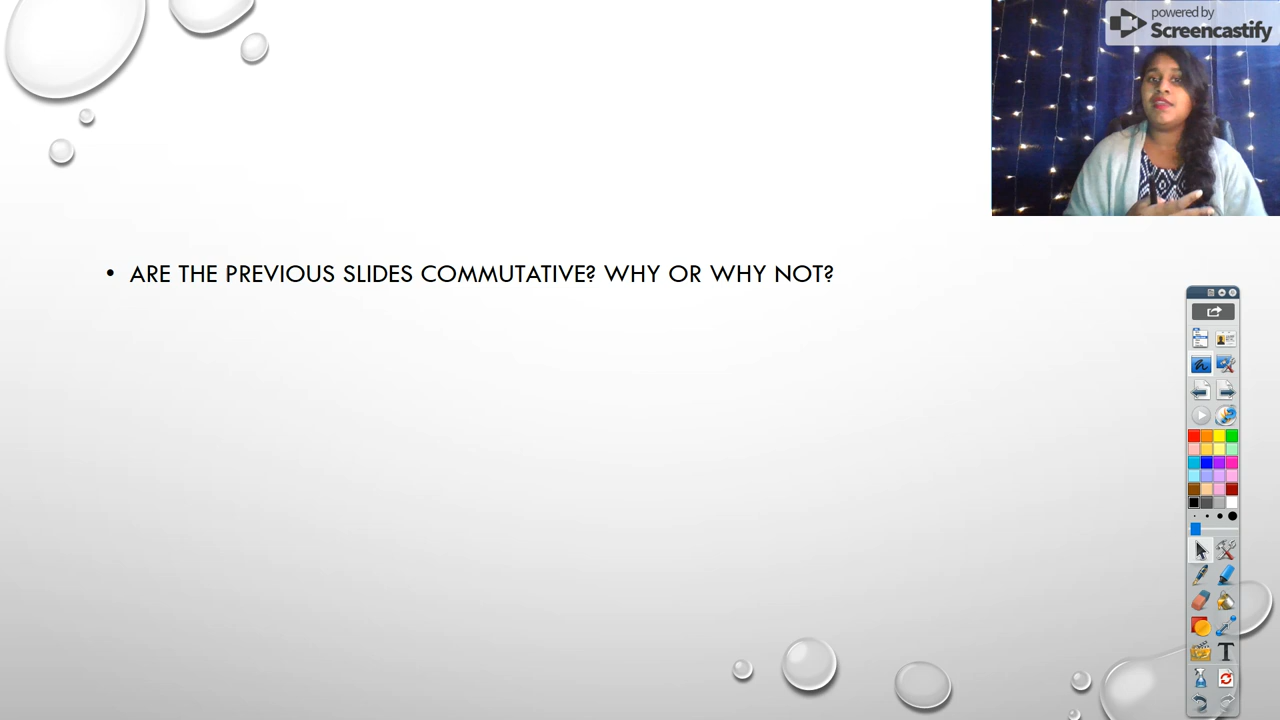 powered by
Screencastify
• ARE THE PREVIOUS SLIDES COMMUTATIVE? WHY OR WHY NOT?
T